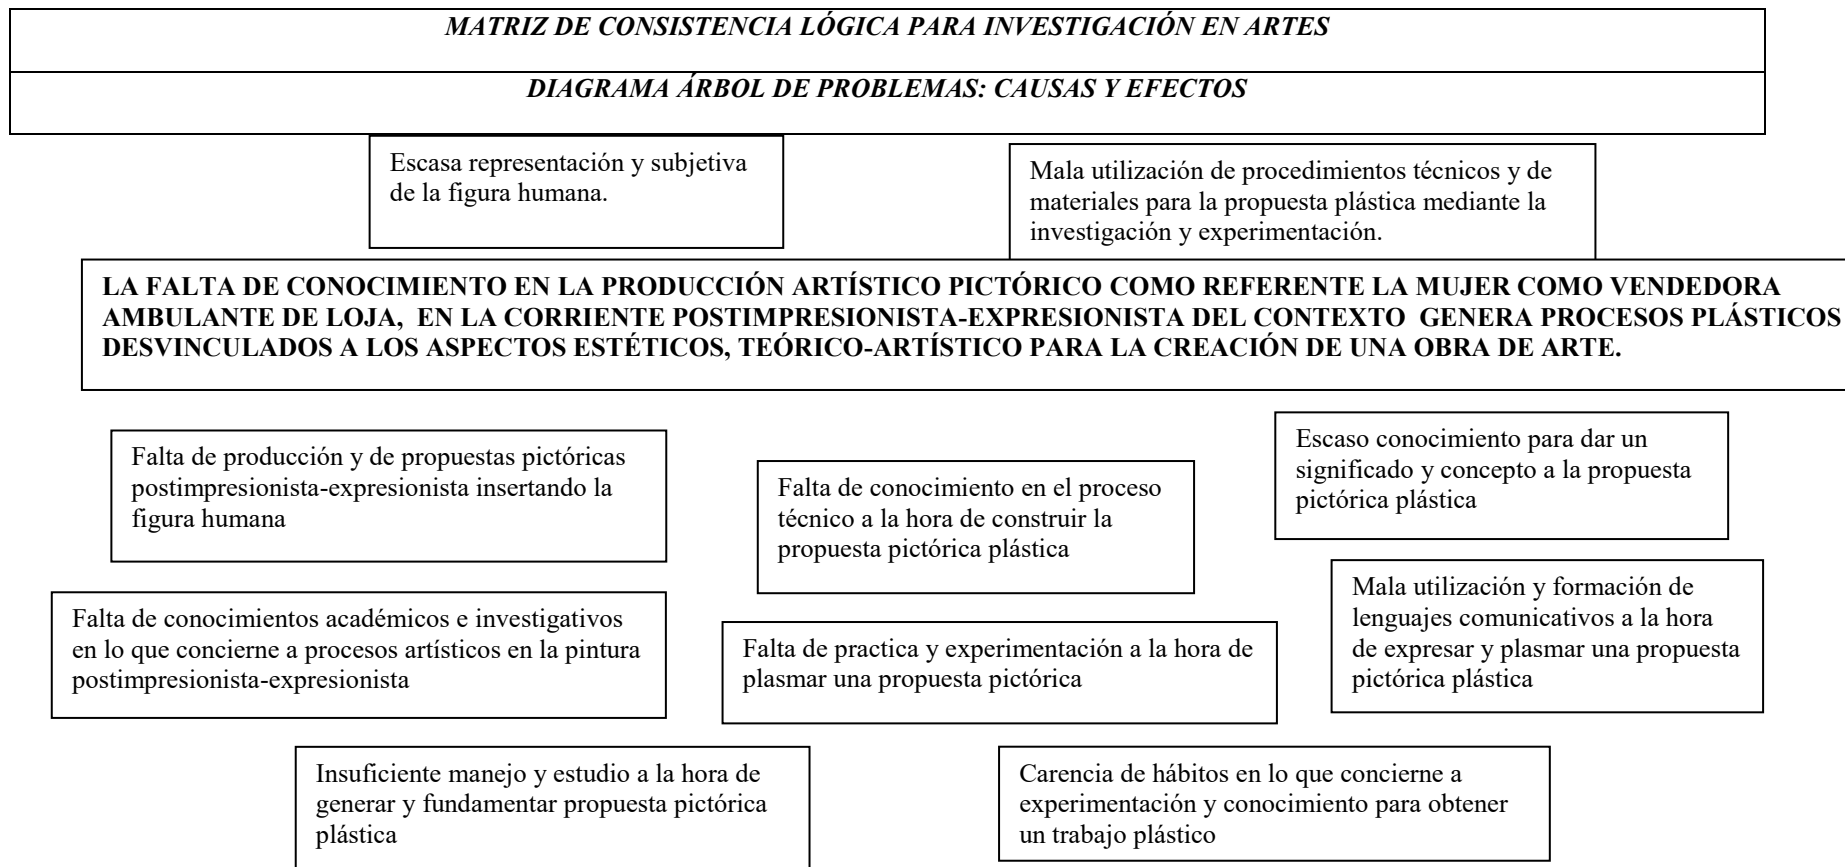 MATRIZ DE CONSISTENCIA LÓGICA PARA INVESTIGACIÓN EN ARTES
DIAGRAMA ÁRBOL DE PROBLEMAS: CAUSAS Y EFECTOS
Escasa representación y subjetiva
de la figura humana.
Mala utilización de procedimientos técnicos y de
materiales para la propuesta plástica mediante la
investigación y experimentación.
LA FALTA DE CONOCIMIENTO EN LA PRODUCCIÓN ARTÍSTICO PICTÓRICO COMO REFERENTE LA MUJER COMO VENDEDORA
AMBULANTE DE LOJA, EN LA CORRIENTE POSTIMPRESIONISTA-EXPRESIONISTA DEL CONTEXTO GENERA PROCESOS PLÁSTICOS
DESVINCULADOS A LOS ASPECTOS ESTÉTICOS, TEÓRICO-ARTÍSTICO PARA LA CREACIÓN DE UNA OBRA DE ARTE.
Falta de producción y de propuestas pictóricas
postimpresionista-expresionista insertando la
figura humana
Falta de conocimiento en el proceso
técnico a la hora de construir la
propuesta pictórica plástica
Escaso conocimiento para dar un
significado y concepto a la propuesta
pictórica plástica
Falta de conocimientos académicos e investigativos
en lo que concierne a procesos artísticos en la pintura
postimpresionista-expresionista
Falta de practica y experimentación a la hora de
plasmar una propuesta pictórica
Mala utilización y formación de
lenguajes comunicativos a la hora
de expresar y plasmar una propuesta
pictórica plástica
Insuficiente manejo y estudio a la hora de
generar y fundamentar propuesta pictórica
plástica
Carencia de hábitos en lo que concierne a
experimentación y conocimiento para obtener
un trabajo plástico